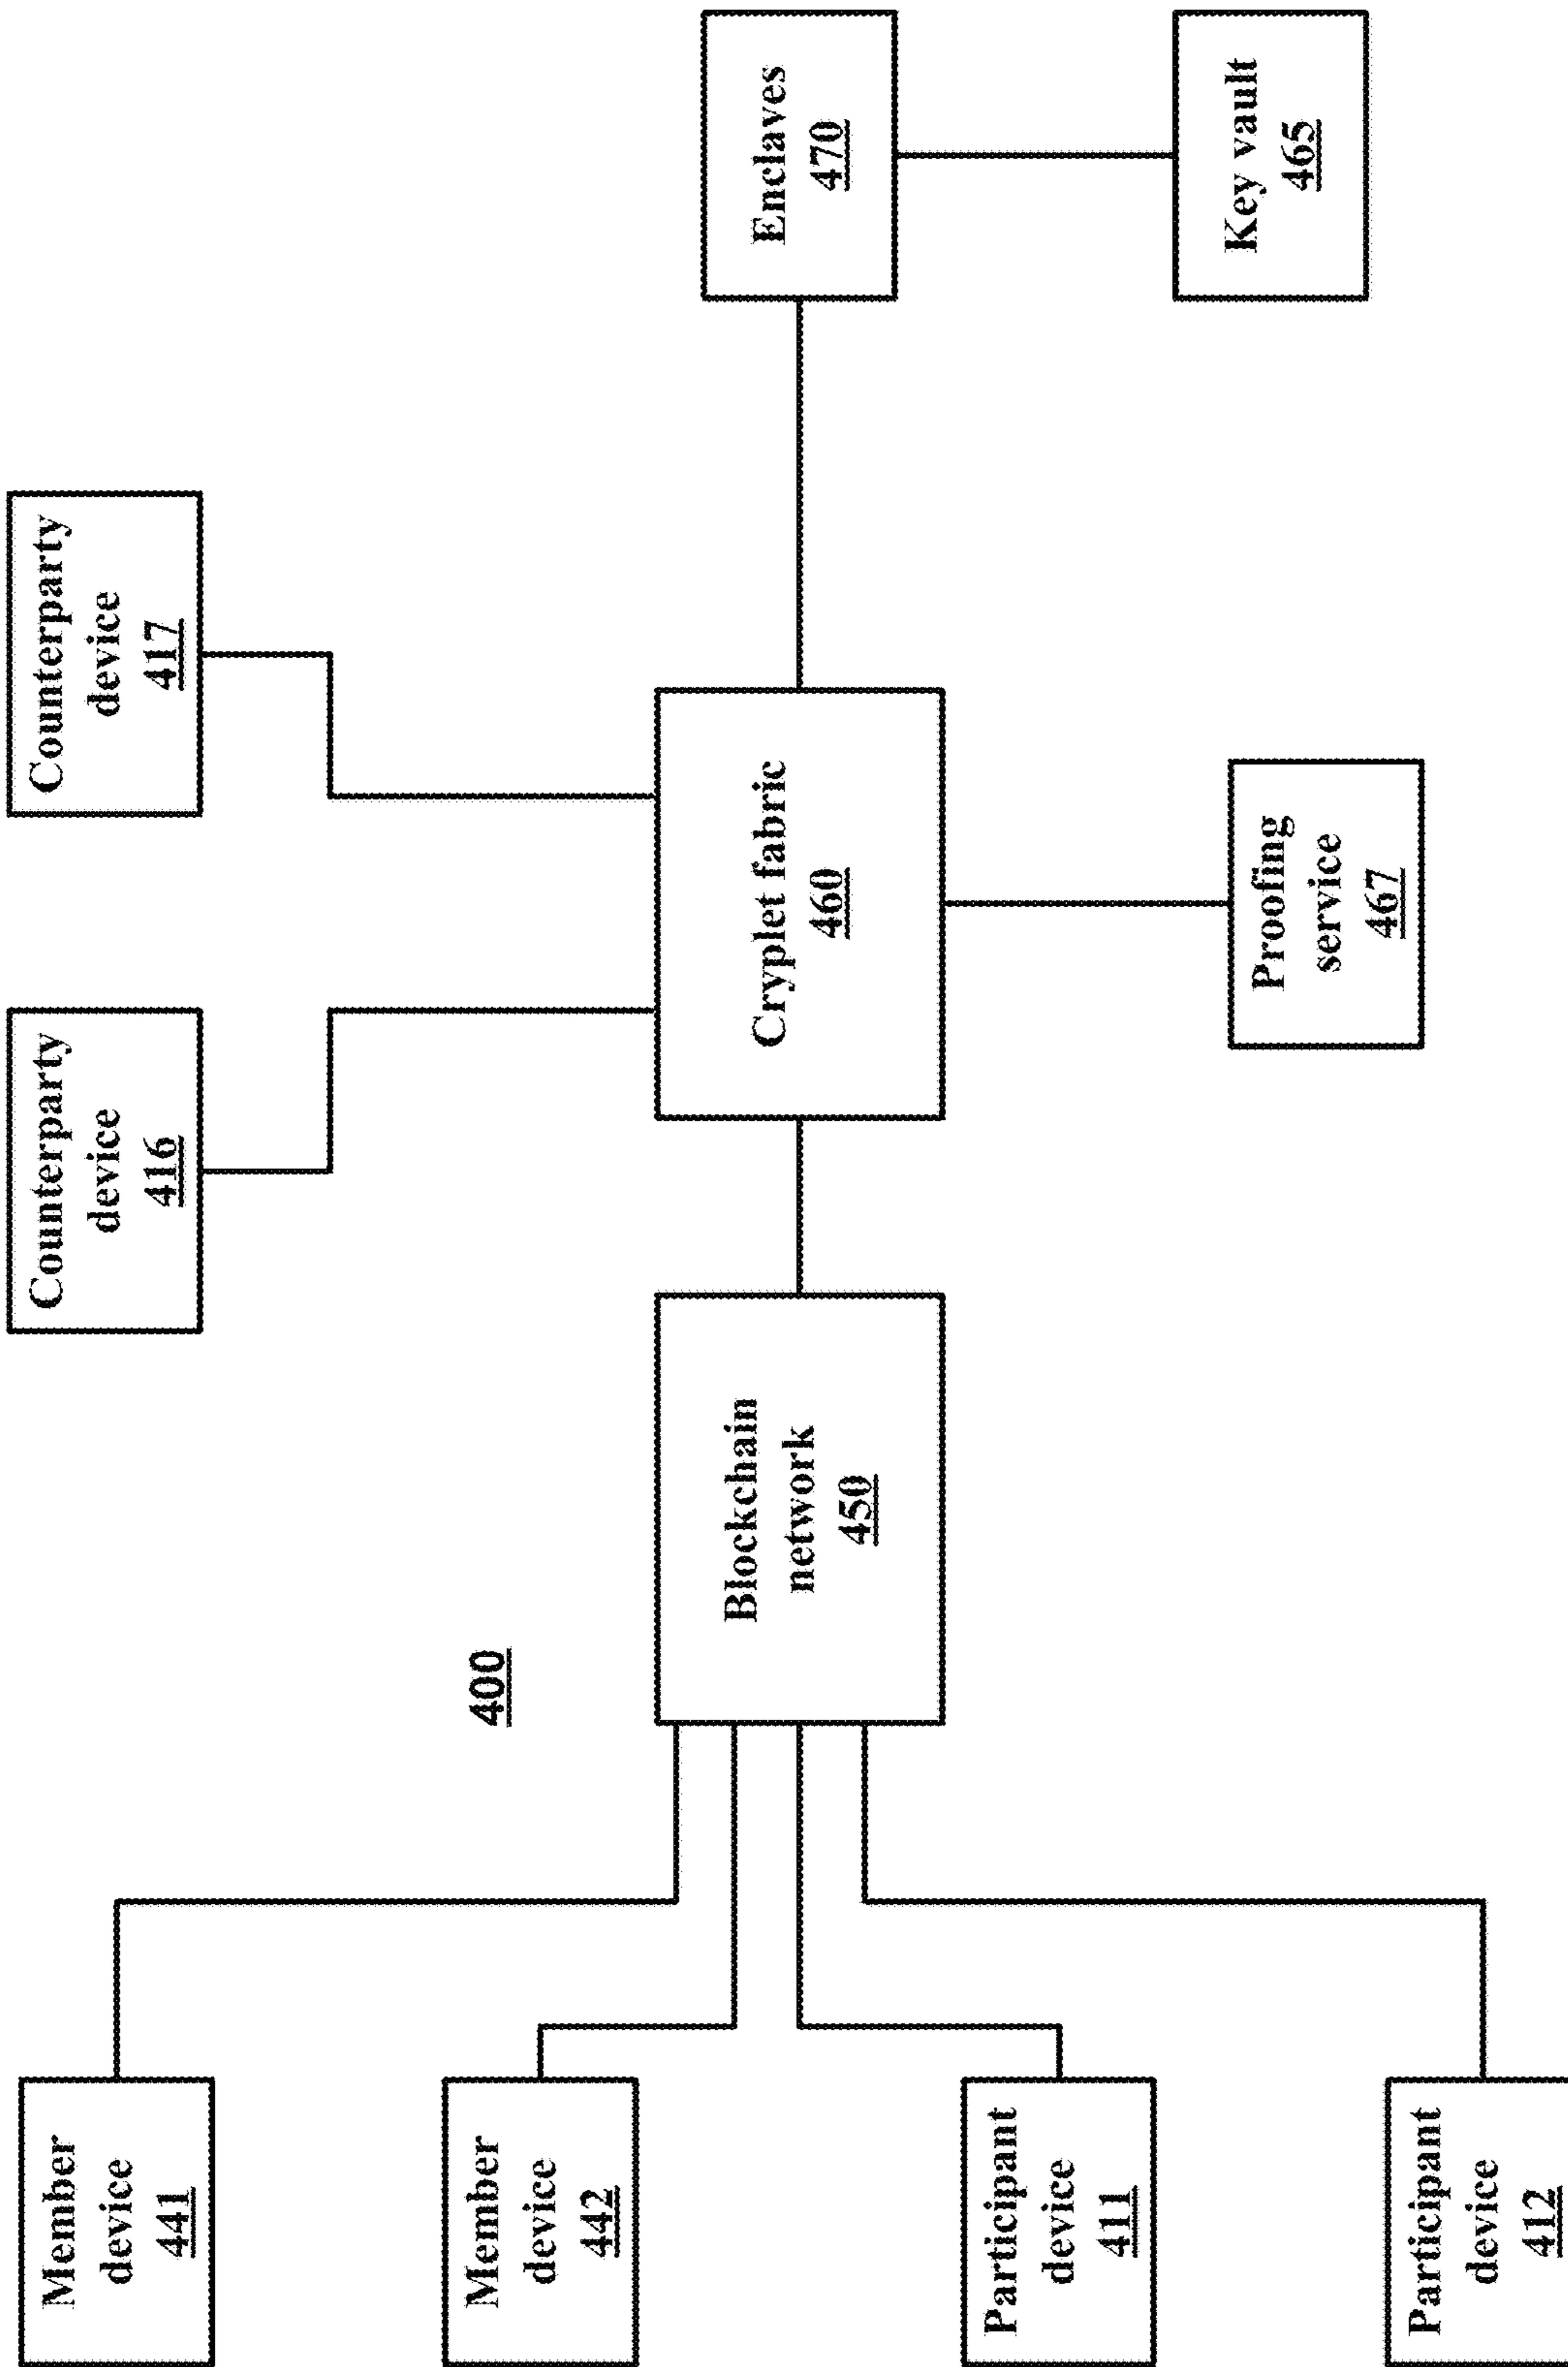 400
Member
device
441
Member
device
442
Participant
device
411
Participant
device
412
Blockchain
network
450
Counterparty
device
416
Counterparty
device
417
Cryplet fabric
460
Proofing
service
467
Enclaves
470
Key vault
465